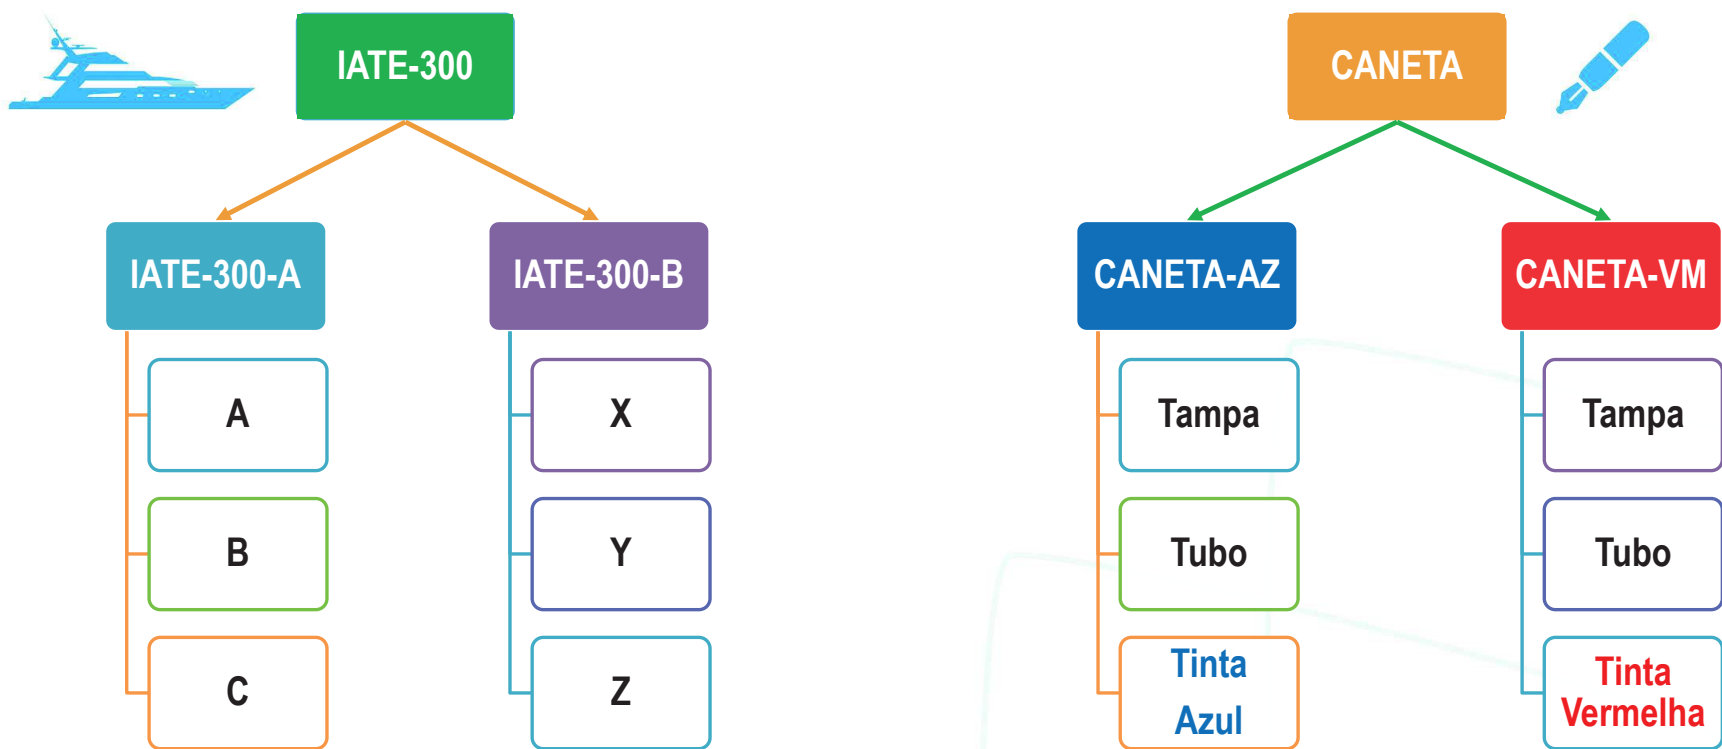 IATE-300
IATE-300-A
IATE-300-B
A
B
C
X
Y
Z
CANETA
CANETA-AZ
CANETA-VM
Tampa
Tubo
Tinta
Azul
Tampa
Tubo
Tinta
Vermelha